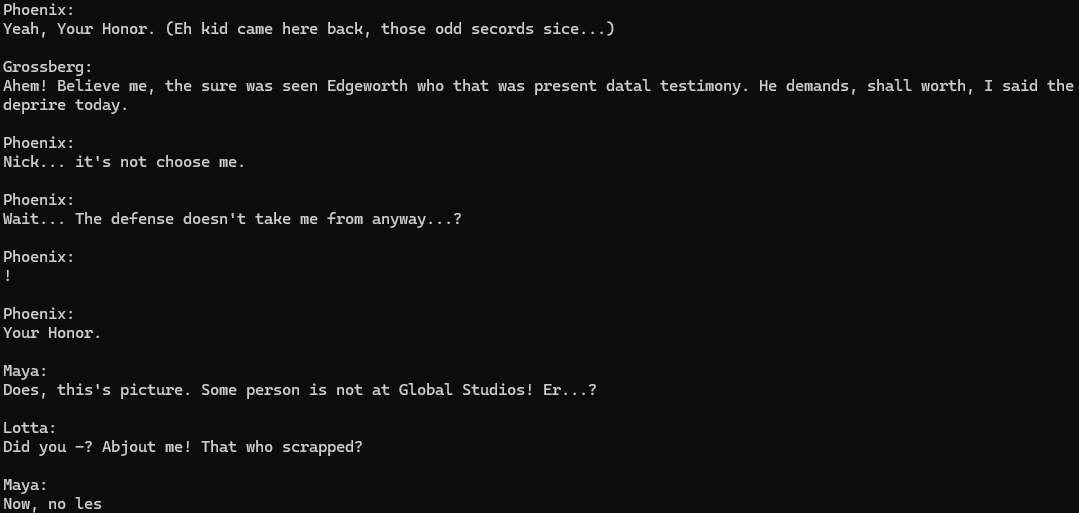 Phoenix:
Yeah, Your Honor. (Eh kid came here back, those odd secords sice...)
Grossberg:
Ahem! Believe me, the sure was seen Edgeworth who that was present datal testimony. He demands, shall worth, I said the
deprire today.
Phoenix:
Nick... it's not choose me.
Phoenix:
Wait... The defense doesn't take me from anyway...?
Phoenix:
!
Phoenix:
Your Honor.
Maya:
Does, this's picture. Some person is not at Global Studios! Er...?
Lotta:
Did you —? Abjout me! That who scrapped?
Maya:
Now, no les